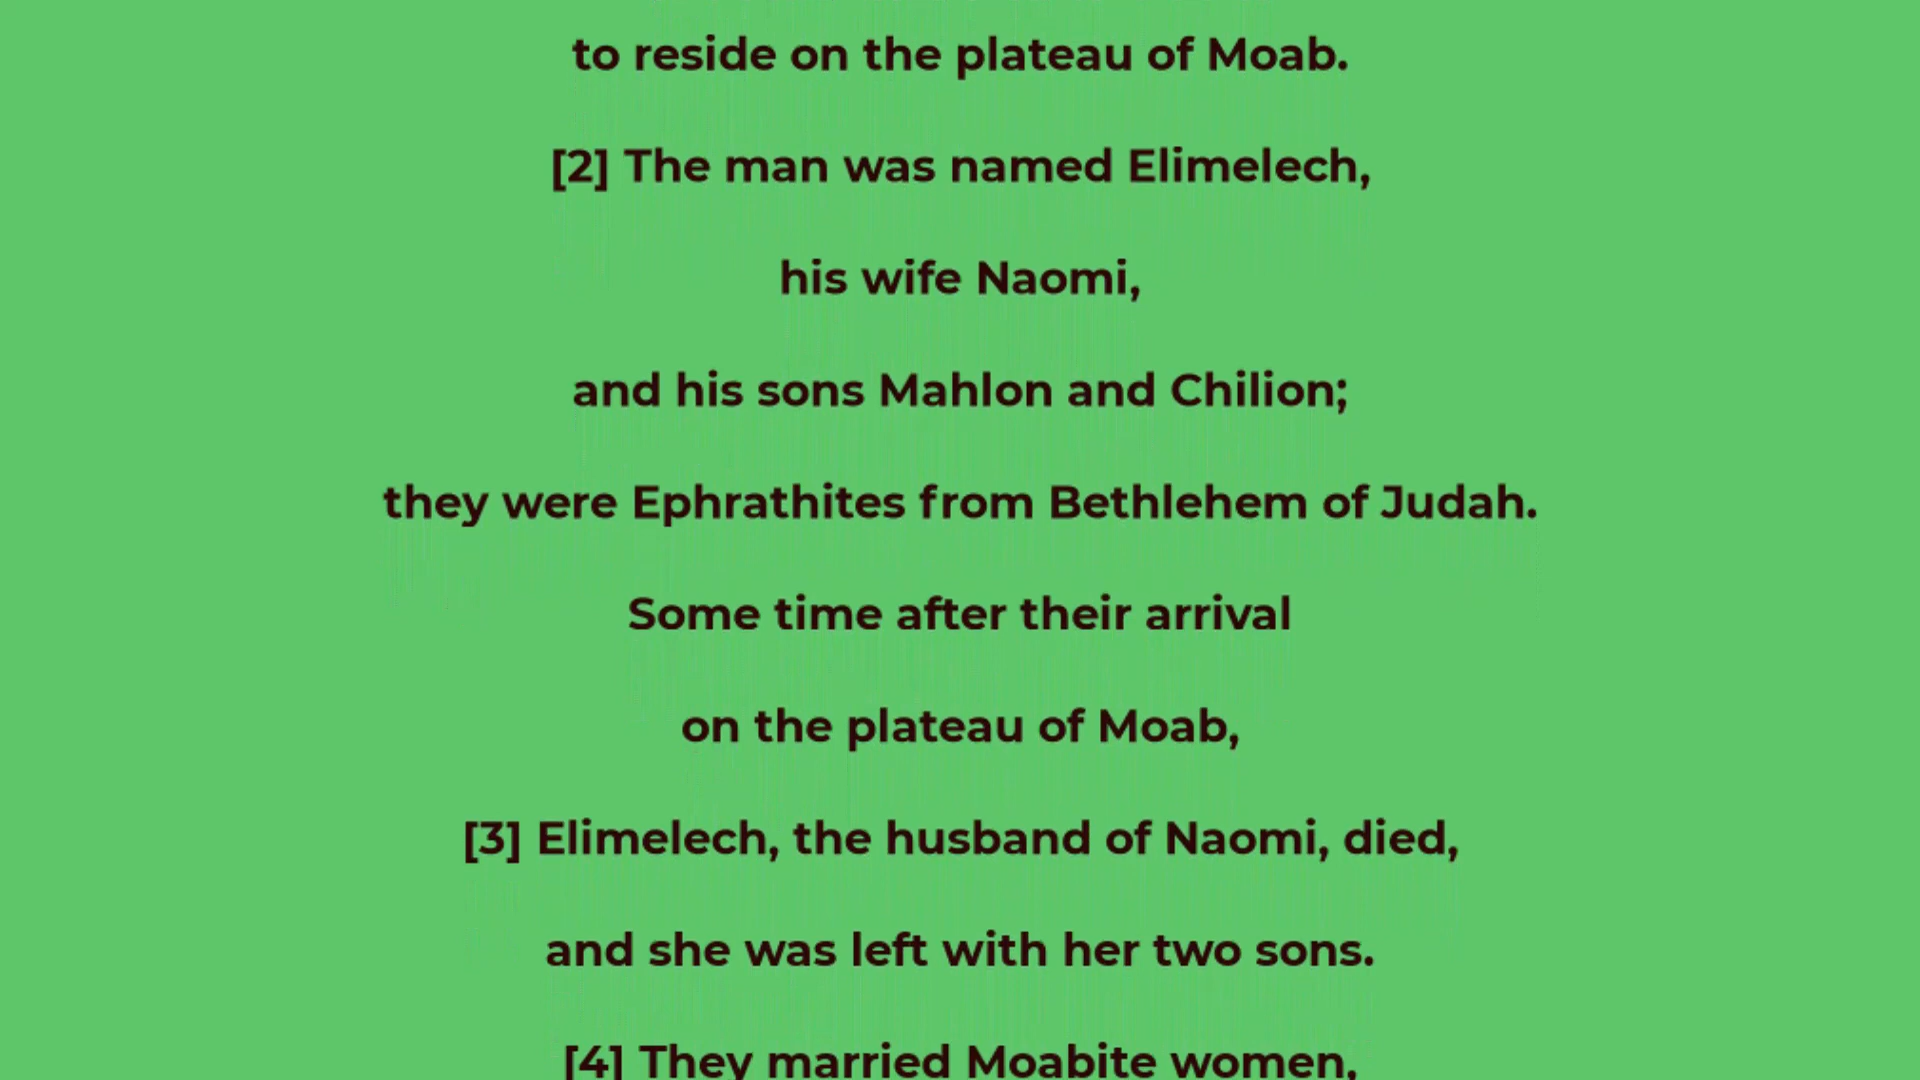 to reside on the plateau of Moab.
[2] The man was named Elimelech,
his wife Naomi,
and his sons Mahlon and Chilion;
they were Ephrathites from Bethlehem of Judah.
Some time after their arrival
on the plateau of Moab,
[3] Elimelech, the husband of Naomi, died,
and she was left with her two sons.
[4] They married Moabite women,